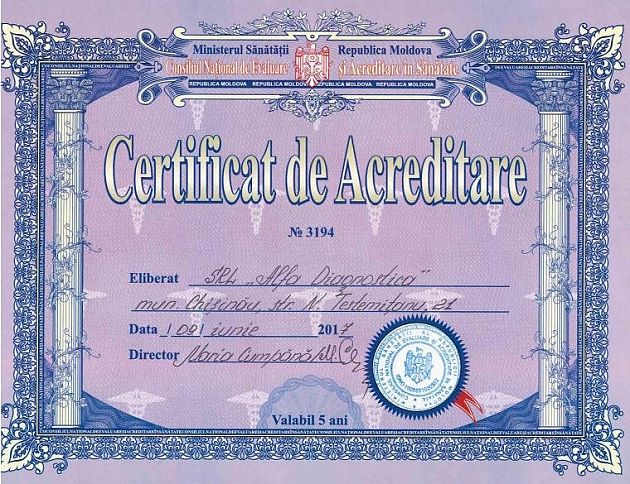 Ministerul Sănătăţii Republica Moldova
Consiliul Naţional de Evaluare şi Acreditare în Sănătate
REPUBLICA MOLDOVA REPUBLICA MOLDOVA REPUBLICA MOLDOVA REPUBLICA MOLDOVA
Certificat de Acreditare
№ 3194
Eliberat SRL „Alfa Diagnostica"
mun. Chişinău, str. N. Testemiţanu 21
Data 09 iunie 2017
Director Maria Cumpănă
Valabil 5 ani